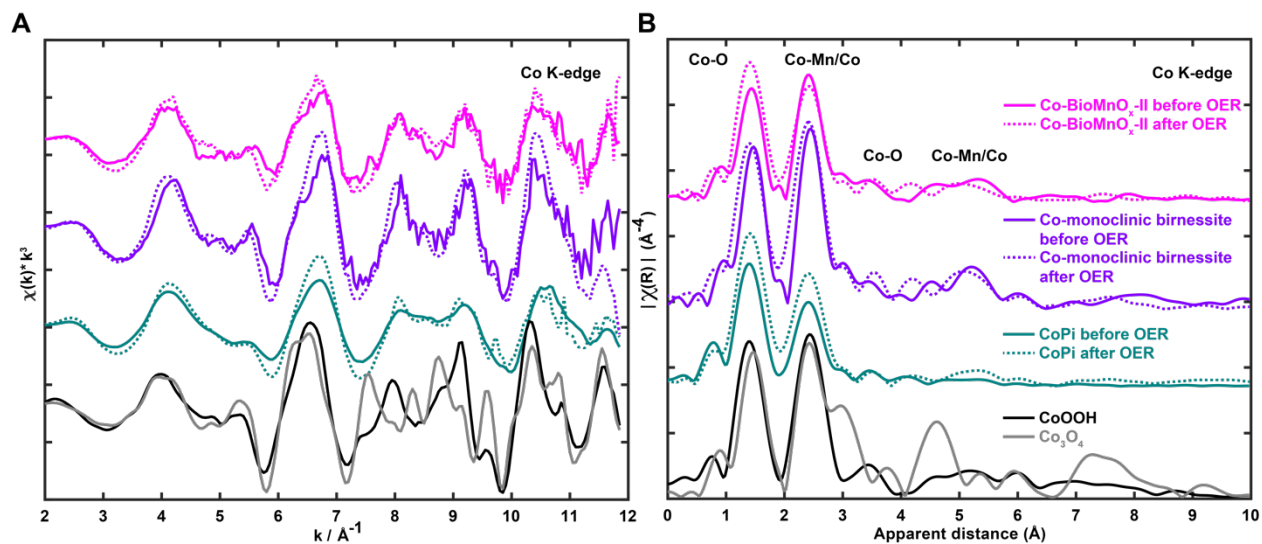 A
Co K-edge
χ(k)* k³
2 3 4 5 6 7 8 9 10 11 12
k / Å⁻¹
B
Co-O Co-Mn/Co Co K-edge
Co-BioMnₓ-II before OER
Co-BioMnOₓ-II after OER
Co-O Co-Mn/Co
Co-monoclinic birnessite
before OER
Co-monoclinic birnessite
after OER
CoPi before OER
CoPi after OER
CoOOH
Co₃O₄
| χ(R) | (Å⁻⁴)
0 1 2 3 4 5 6 7 8 9 10
Apparent distance (Å)